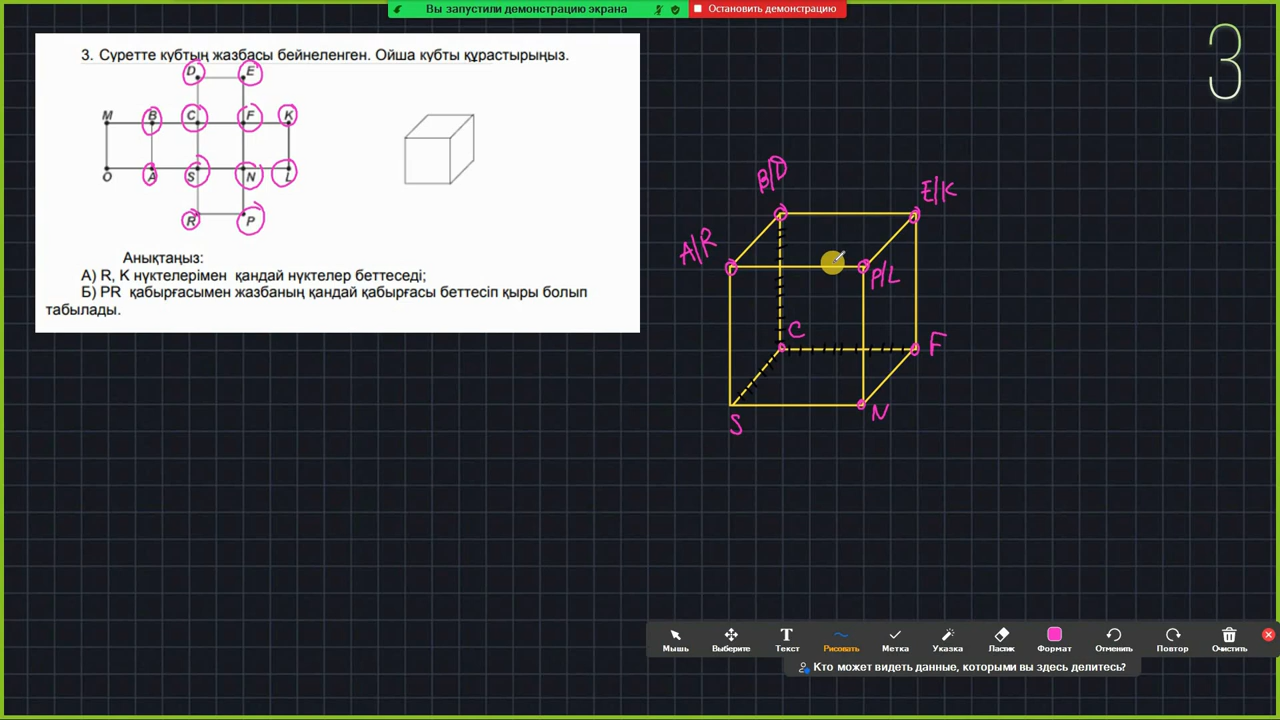 Вы запустили демонстрацию экрана
Остановить демонстрацию
3. Суретте кубтың жазбасы бейнеленген. Ойша кубты құрастырыңыз.
D E
M B C F K
O A S N L
R P
Анықтаңыз:
А) R, K нүктелерімен қандай нүктелер беттеседі;
Б) PR қабырғасымен жазбаның қандай қабырғасы беттесіп қыры болып
табылады.
3
B/D
E/K
A/R
P/L
C
F
S
N
Мышь Выберите Текст Рисовать Метка Указка Ластик Формат Отменить Повтор Очистить
Кто может видеть данные, которыми вы здесь делитесь?